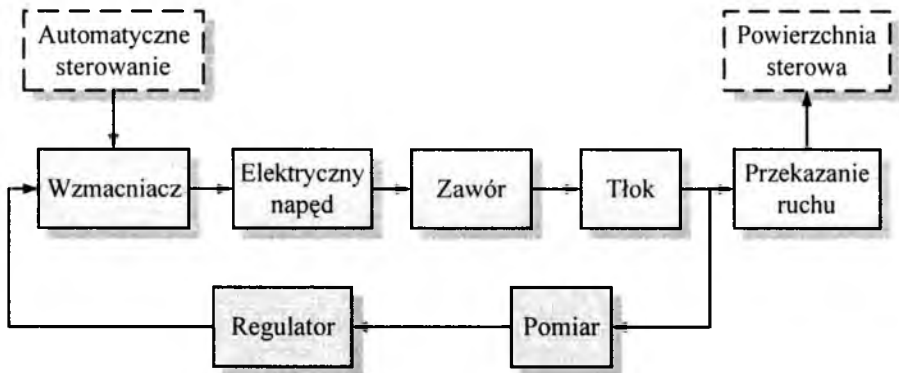 Automatyczne
sterowanie
Powierzchnia
sterowa
Wzmacniacz
Elektryczny
napęd
Zawór
Tłok
Przekazanie
ruchu
Regulator
Pomiar